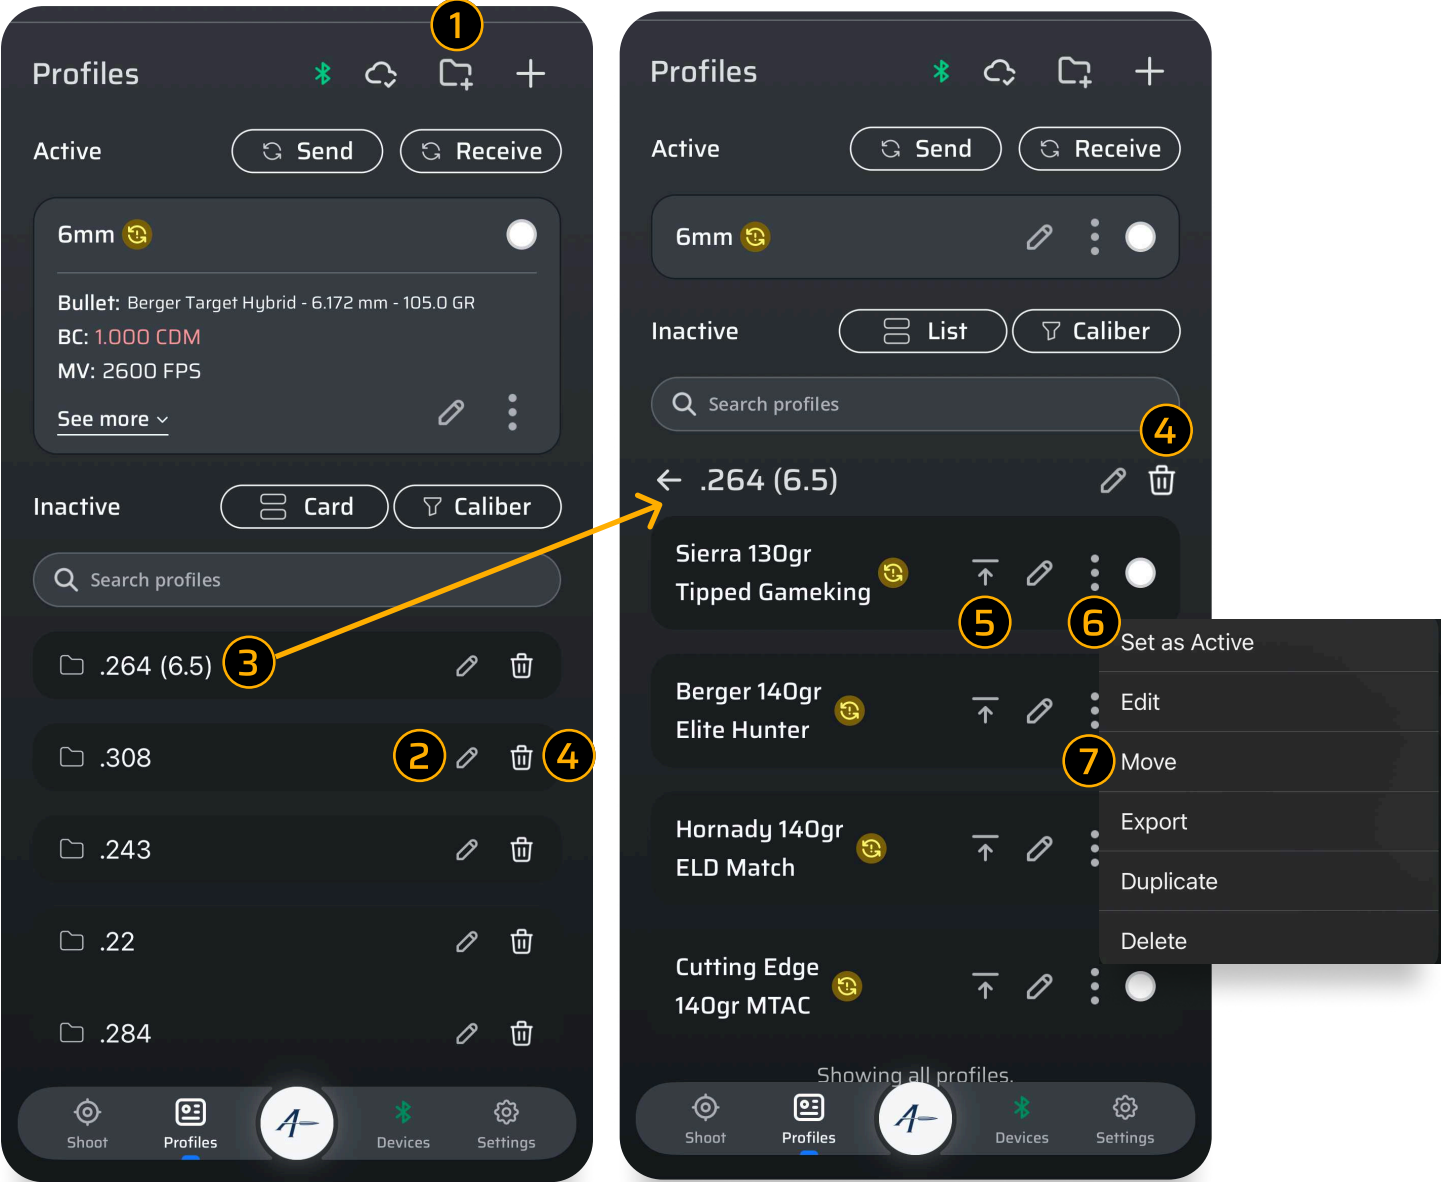 1
Profiles
Active
Send
Receive
6mm
Bullet: Berger Target Hybrid - 6.172 mm - 105.0 GR
BC: 1.000 CDM
MV: 2600 FPS
See more
Inactive
Card
Caliber
Search profiles
.264 (6.5)
3
.308
2
4
.243
.22
.284
Shoot
Profiles
A
Devices
Settings
Profiles
Active
Send
Receive
6mm
Inactive
List
Caliber
Search profiles
4
.264 (6.5)
Sierra 130gr
Tipped Gameking
5
6
Berger 140gr
Elite Hunter
7
Hornady 140gr
ELD Match
Cutting Edge
140gr MTAC
Set as Active
Edit
Move
Export
Duplicate
Delete
Showing all profiles.
Shoot
Profiles
A
Devices
Settings